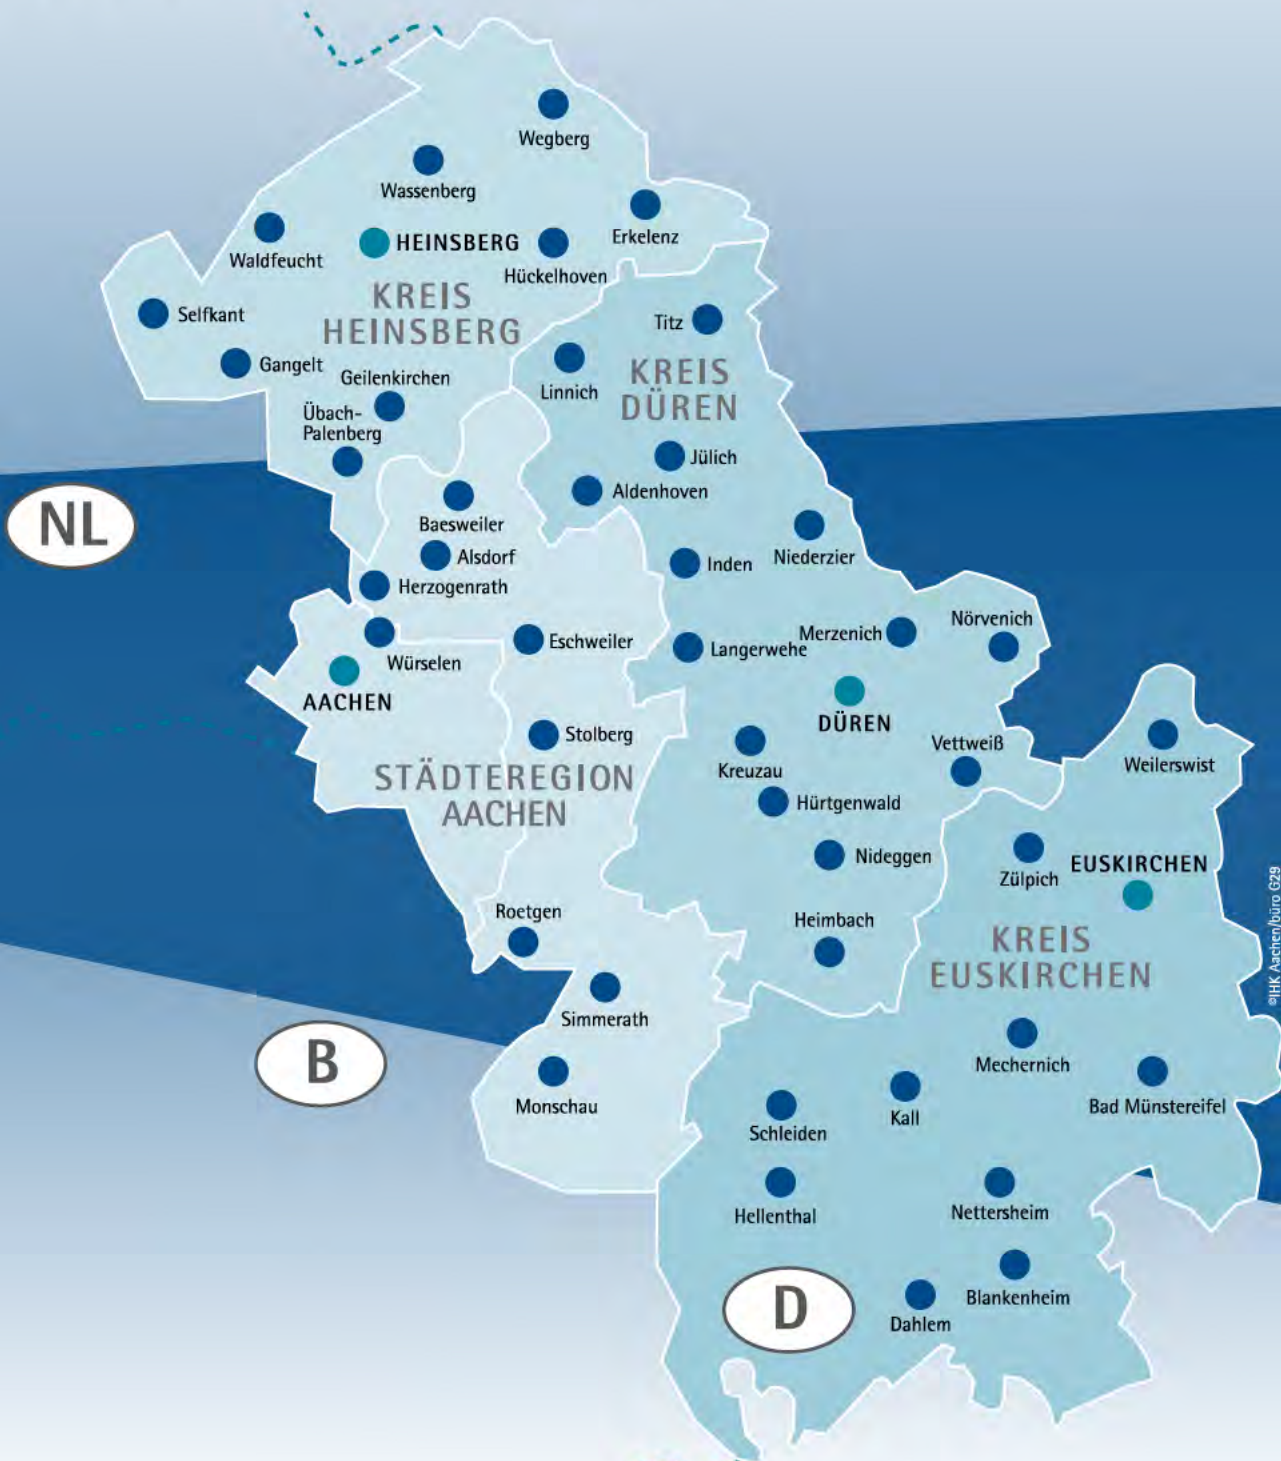 Wegberg
Wassenberg
Erkelenz
HEINSBERG
Waldfeucht
Hückelhoven
KREIS
HEINSBERG
Selfkant
Titz
Gangelt
KREIS
DÜREN
Geilenkirchen
Linnich
Übach-
Palenberg
Jülich
Aldenhoven
NL
Baesweiler
Alsdorf
Niederzier
Inden
Herzogenrath
Nörvenich
Merzenich
Eschweiler
Langerwehe
Würselen
AACHEN
DÜREN
Stolberg
Vettweiß
Weilerswist
Kreuzau
STÄDTEREGION
AACHEN
Hürtgenwald
Nideggen
EUSKIRCHEN
Zülpich
Roetgen
Heimbach
KREIS
EUSKIRCHEN
©IHK Aachen/büro G29
Simmerath
B
Mechernich
Monschau
Bad Münstereifel
Kall
Schleiden
Nettersheim
Hellenthal
Blankenheim
D
Dahlem